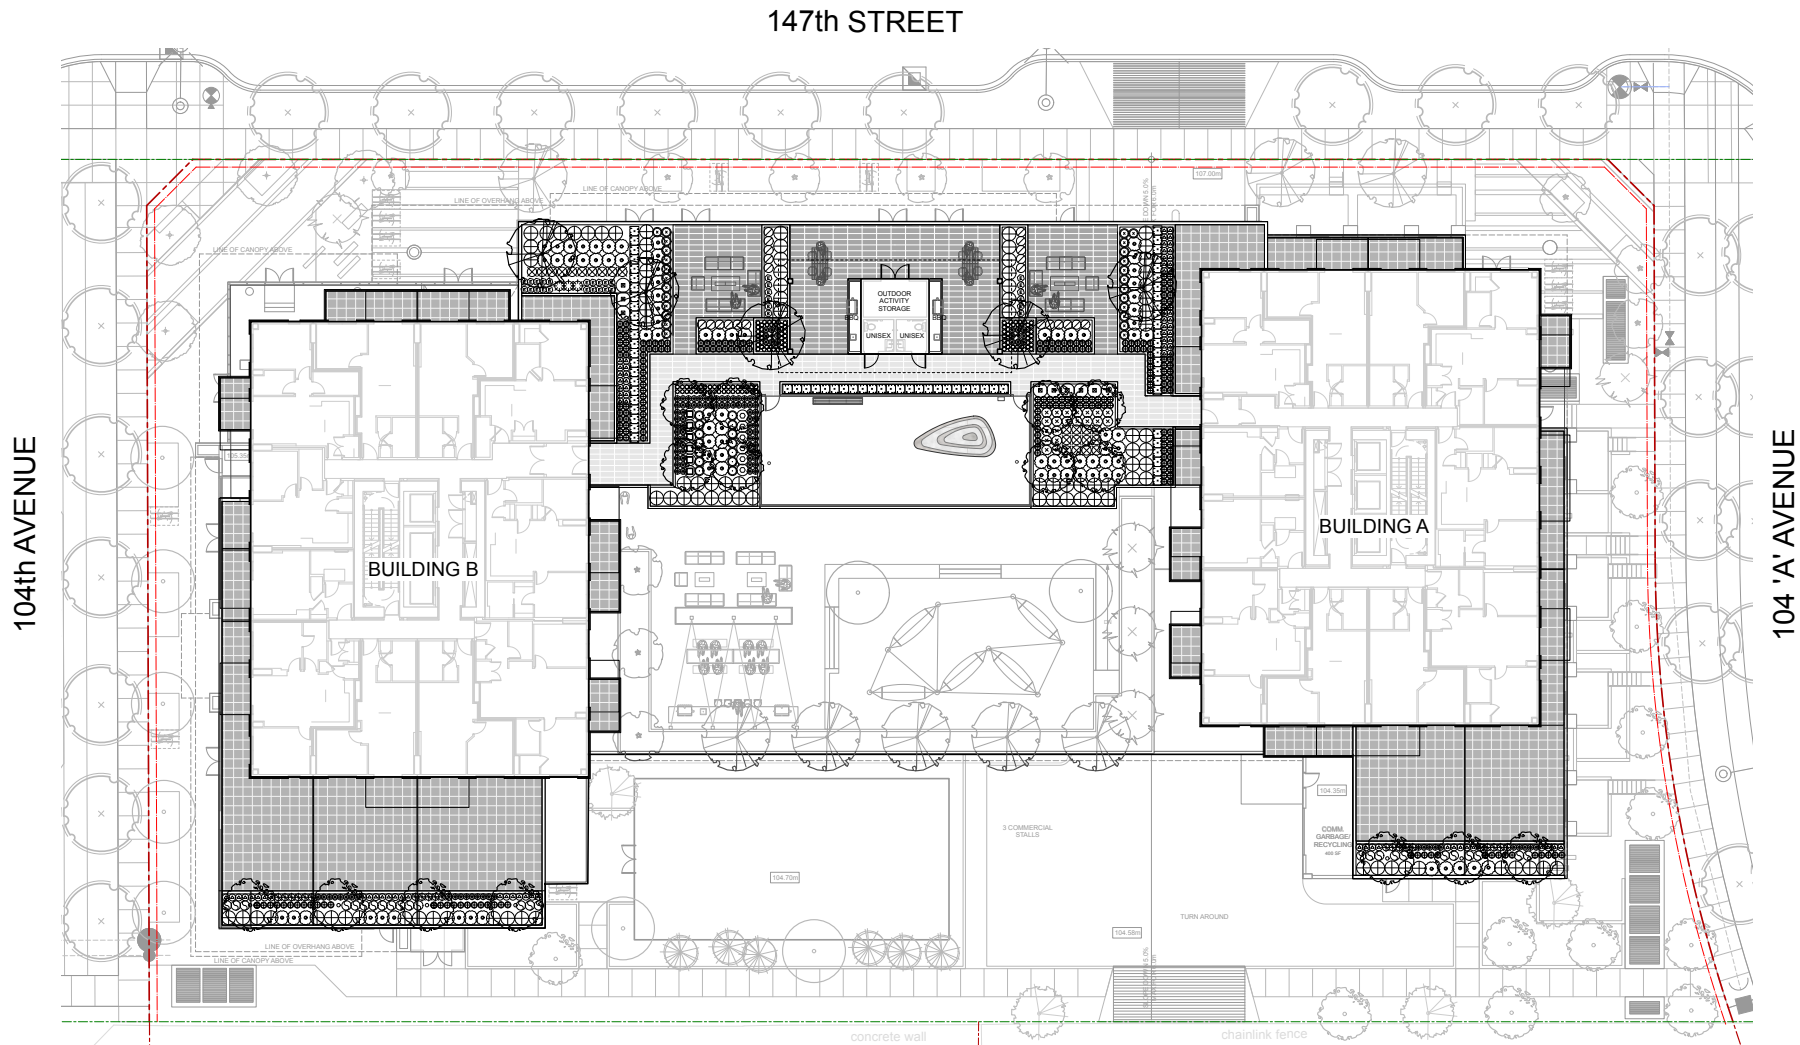 147th STREET
107.00m
LINE OF CANOPY ABOVE
LINE OF OVERHANG ABOVE
LINE OF CANOPY ABOVE
OUTDOOR
ACTIVITY
STORAGE
UNISEX
UNISEX
104th AVENUE
104 'A' AVENUE
BUILDING A
BUILDING B
104.35m
3 COMMERCIAL
STALLS
COMM.
GARBAGE/
RECYCLING
104.70m
TURN AROUND
104.58m
LINE OF OVERHANG ABOVE
LINE OF CANOPY ABOVE
concrete wall
chainlink fence